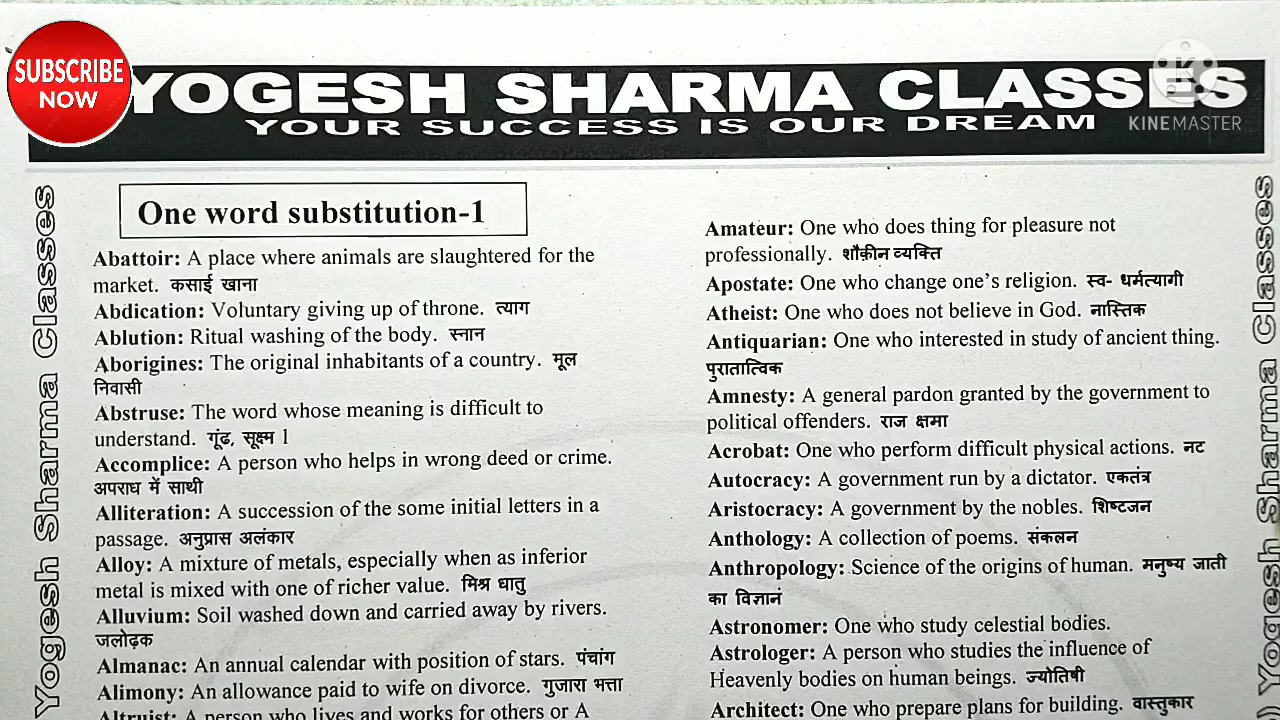 SUBSCRIBE
NOW
YOGESH SHARMA CLASSES
YOUR SUCCESS IS OUR DREAM
KINEMASTER
Yogesh Sharma Classes
One word substitution-1
Abattoir: A place where animals are slaughtered for the
market. कसाई खाना
Abdication: Voluntary giving up of throne. त्याग
Ablution: Ritual washing of the body. स्नान
Aborigines: The original inhabitants of a country. मूल
निवासी
Abstruse: The word whose meaning is difficult to
understand. गूंढ, सूक्ष्म 1
Accomplice: A person who helps in wrong deed or crime.
अपराध में साथी
Alliteration: A succession of the some initial letters in a
passage. अनुप्रास अलंकार
Alloy: A mixture of metals, especially when as inferior
metal is mixed with one of richer value. मिश्र धातु
Alluvium: Soil washed down and carried away by rivers.
जलोढ़क
Almanac: An annual calendar with position of stars. पंचांग
Alimony: An allowance paid to wife on divorce. गुजारा भत्ता
Altruist: A person who lives and works for others or A
Amateur: One who does thing for pleasure not
professionally. शौक़ीन व्यक्ति
Apostate: One who change one's religion. स्व- धर्मत्यागी
Atheist: One who does not believe in God. नास्तिक
Antiquarian: One who interested in study of ancient thing.
पुरातात्विक
Amnesty: A general pardon granted by the government to
political offenders. राज क्षमा
Acrobat: One who perform difficult physical actions. नट
Autocracy: A government run by a dictator. एकतंत्र
Aristocracy: A government by the nobles. शिष्टजन
Anthology: A collection of poems. संकलन
Anthropology: Science of the origins of human. मनुष्य जाती
का विज्ञानं
Astronomer: One who study celestial bodies.
Astrologer: A person who studies the influence of
Heavenly bodies on human beings. ज्योतिषी
Architect: One who prepare plans for building. वास्तुकार
Yogesh Sharma Classes